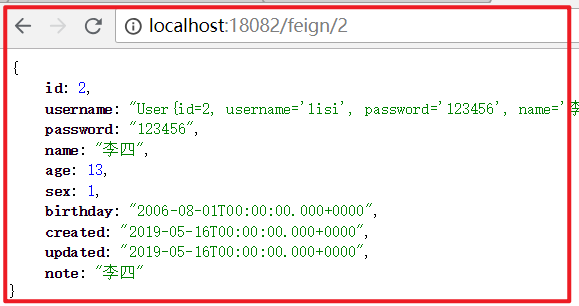 localhost:18082/feign/2
{
id: 2,
username: "User{id=2, username='lisi', password='123456', name='李
password: "123456",
name: "李四",
age: 13,
sex: 1,
birthday: "2006-08-01T00:00:00.000+0000",
created: "2019-05-16T00:00:00.000+0000",
updated: "2019-05-16T00:00:00.000+0000",
note: "李四"
}